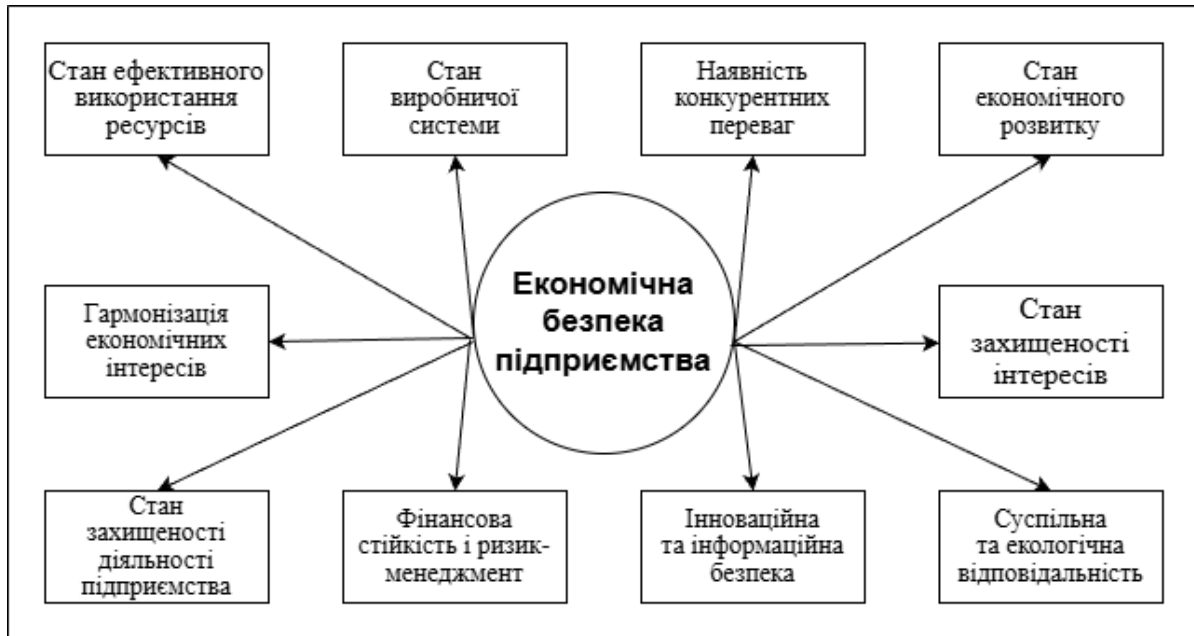 Стан ефективного
використання
ресурсів
Стан
виробничої
системи
Наявність
конкурентних
переваг
Стан
економічного
розвитку
Гармонізація
економічних
інтересів
Економічна
безпека
підприємства
Стан
захищеності
інтересів
Стан
захищеності
діяльності
підприємства
Фінансова
стійкість і ризик-
менеджмент
Інноваційна
та інформаційна
безпека
Суспільна
та екологічна
відповідальність